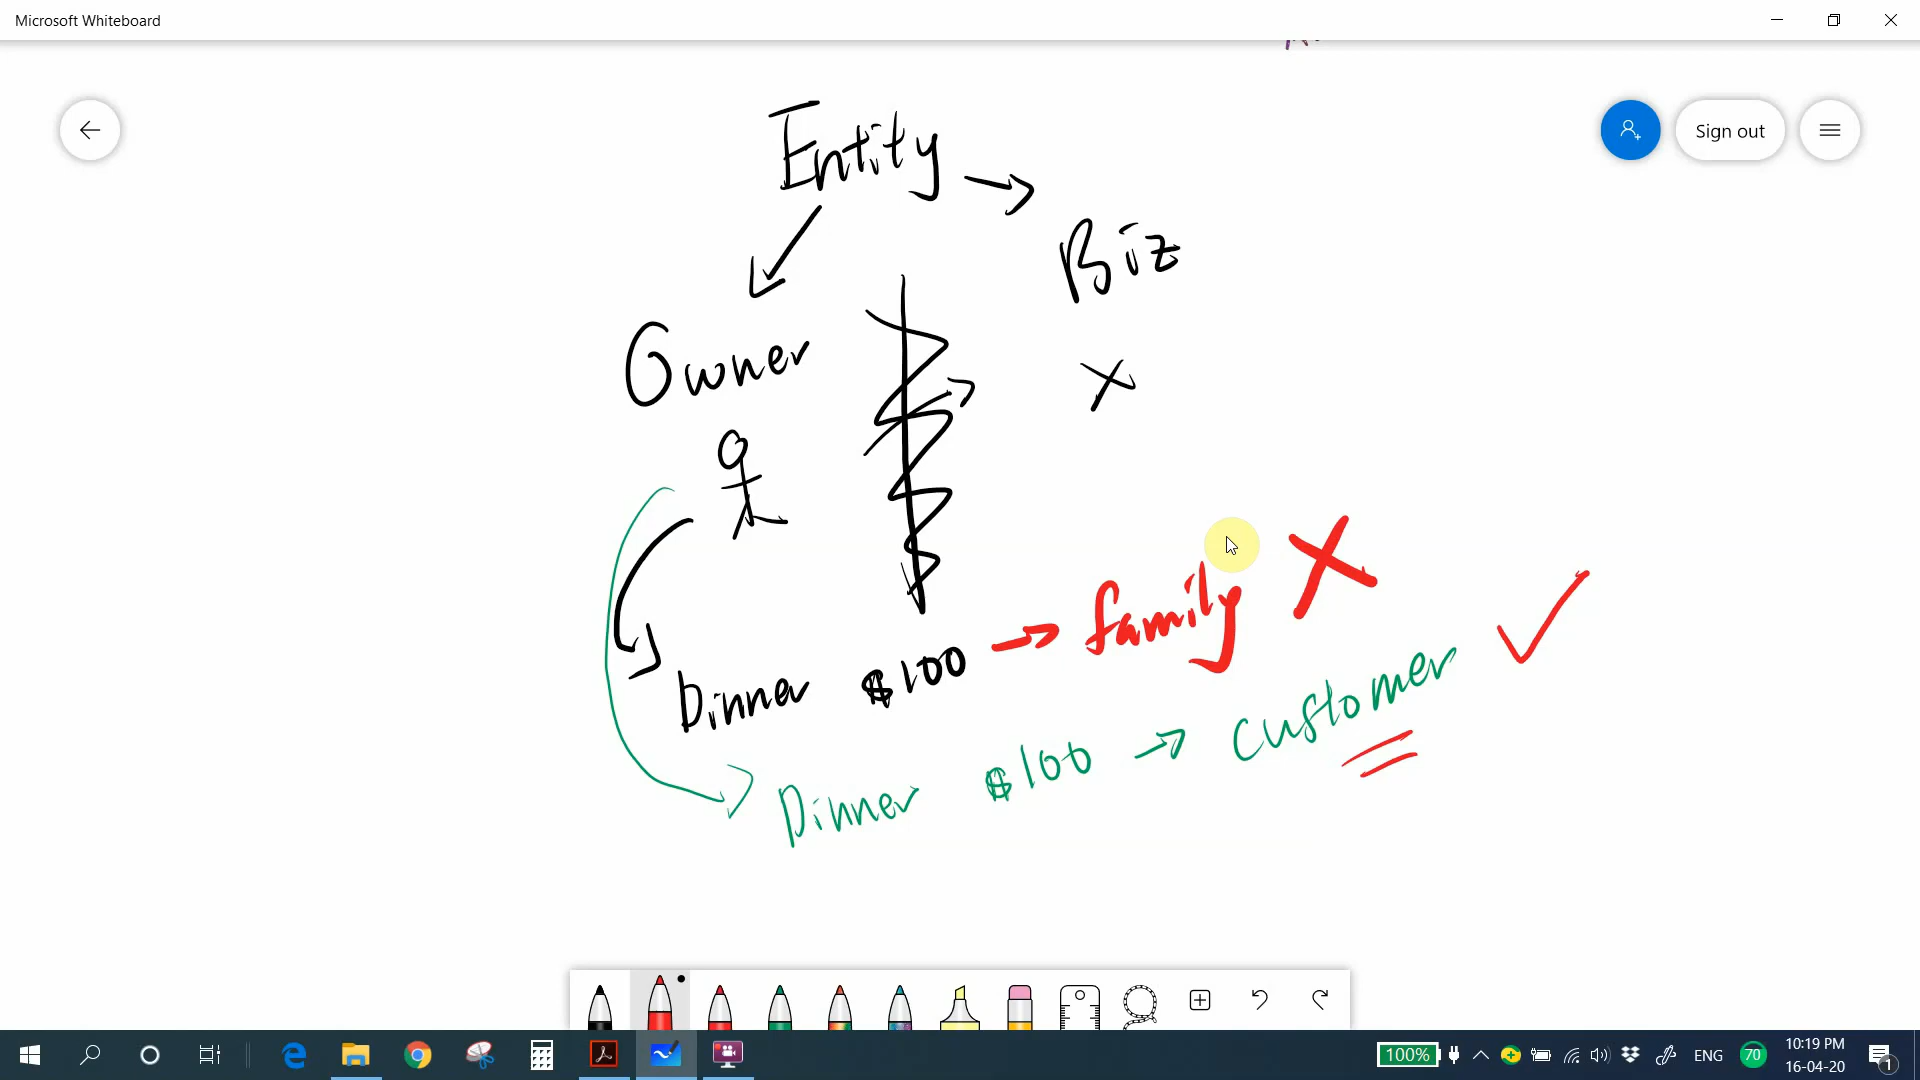 Microsoft Whiteboard
Sign out
Entity
Biz
Owner
X
Dinner $100 → family X
Dinner $100 → customer ✓
100%
ENG
70
10:19 PM
16-04-20
1